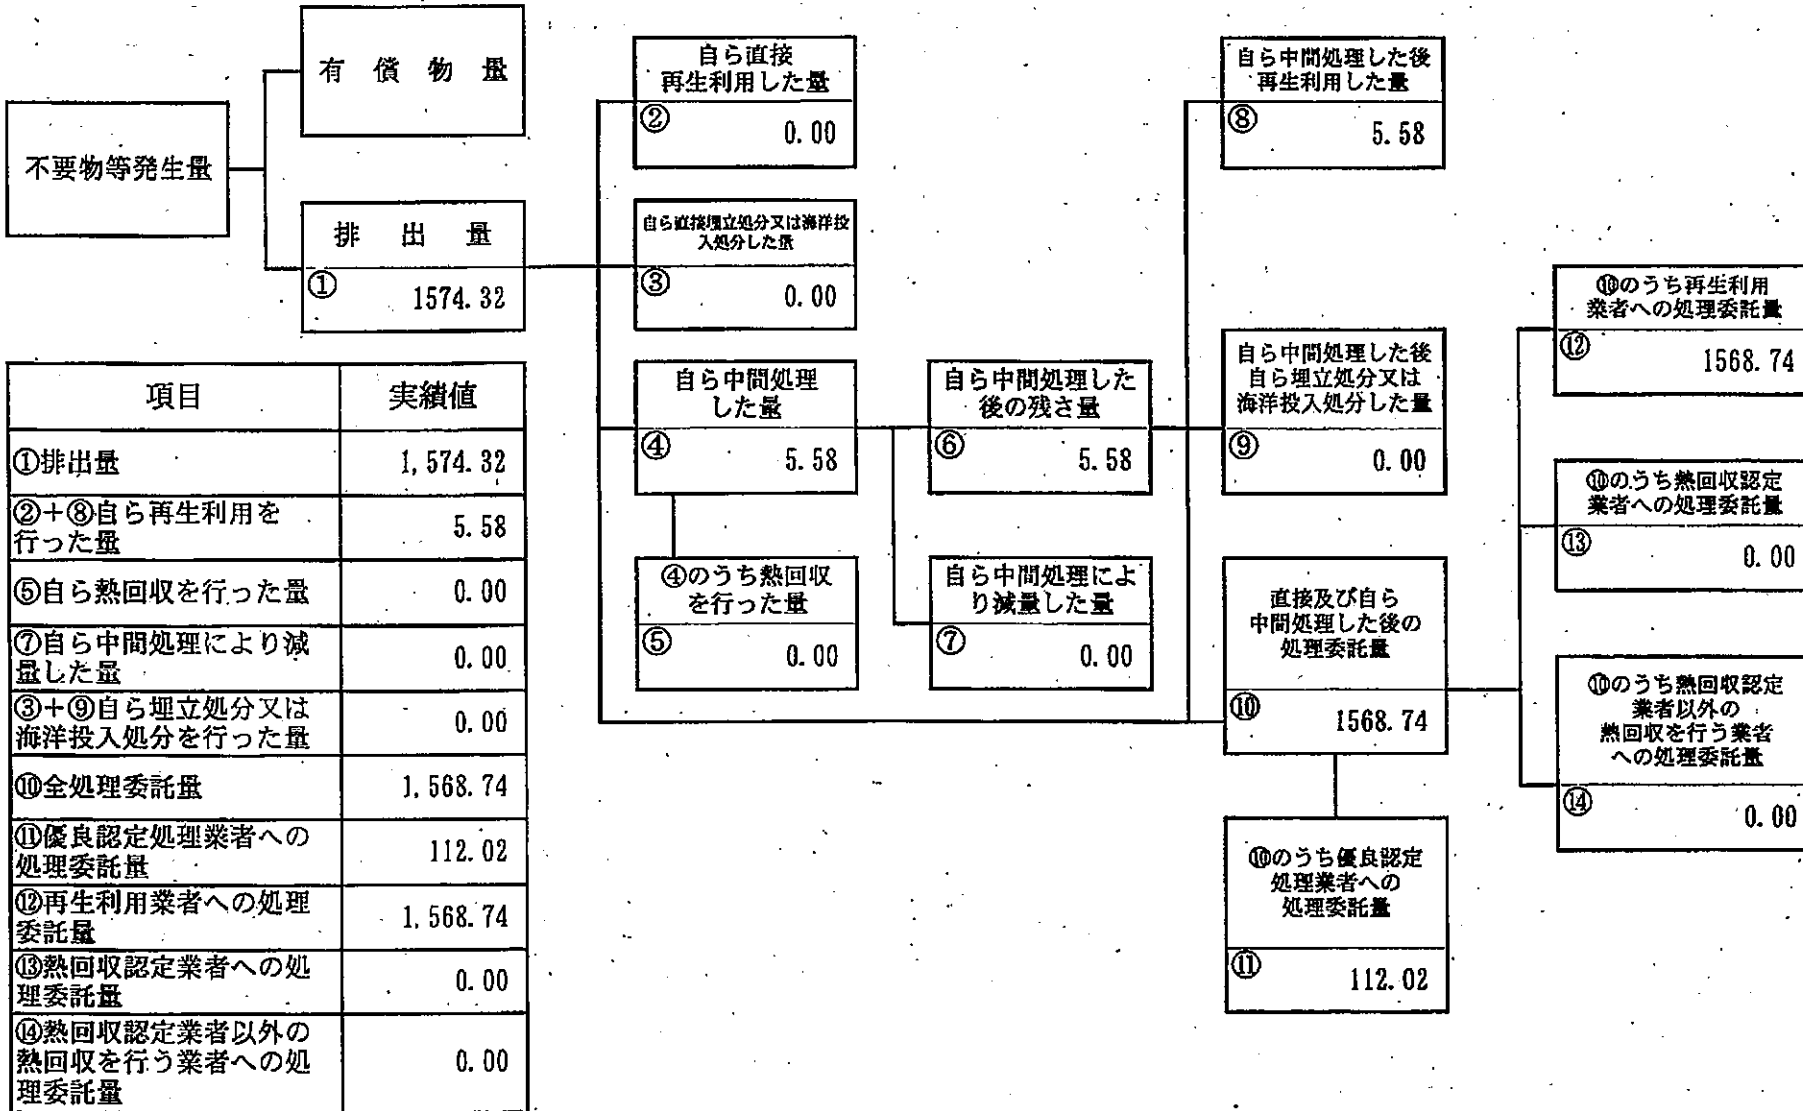 有償物量
不要物等発生量
排出量
①
1574.32
自ら直接
再生利用した量
②
0.00
自ら直接埋立処分又は海洋投
入処分した量
③
0.00
自ら中間処理
した量
④
5.58
④のうち熱回収
を行った量
⑤
0.00
自ら中間処理した
後の残さ量
⑥
5.58
自ら中間処理によ
り減量した量
⑦
0.00
自ら中間処理した後
再生利用した量
⑧
5.58
自ら中間処理した後
自ら埋立処分又は
海洋投入処分した量
⑨
0.00
直接及び自ら
中間処理した後の
処理委託量
⑩
1568.74
⑩のうち優良認定
処理業者への
処理委託量
⑪
112.02
⑩のうち再生利用
業者への処理委託量
⑫
1568.74
⑩のうち熱回収認定
業者への処理委託量
⑬
0.00
⑩のうち熱回収認定
業者以外の
熱回収を行う業者
への処理委託量
⑭
0.00
項目 実績値
①排出量 1,574.32
②+⑧自ら再生利用を
行った量 5.58
⑤自ら熱回収を行った量 0.00
⑦自ら中間処理により減
量した量 0.00
③+⑨自ら埋立処分又は
海洋投入処分を行った量 0.00
⑩全処理委託量 1,568.74
⑪優良認定処理業者への
処理委託量 112.02
⑫再生利用業者への処理
委託量 1,568.74
⑬熱回収認定業者への処
理委託量 0.00
⑭熱回収認定業者以外の
熱回収を行う業者への処
理委託量 0.00